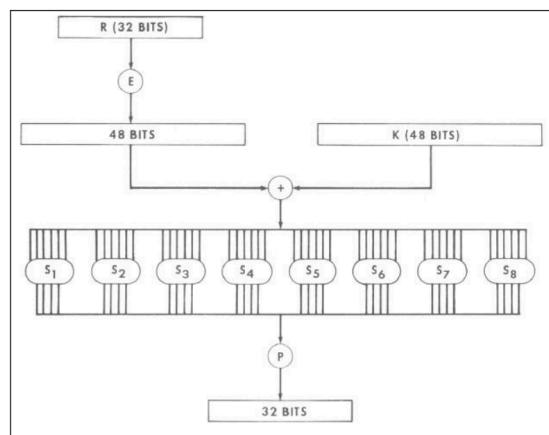 R (32 BITS)
E
48 BITS
K (48 BITS)
+
S1 S2 S3 S4 S5 S6 S7 S8
P
32 BITS